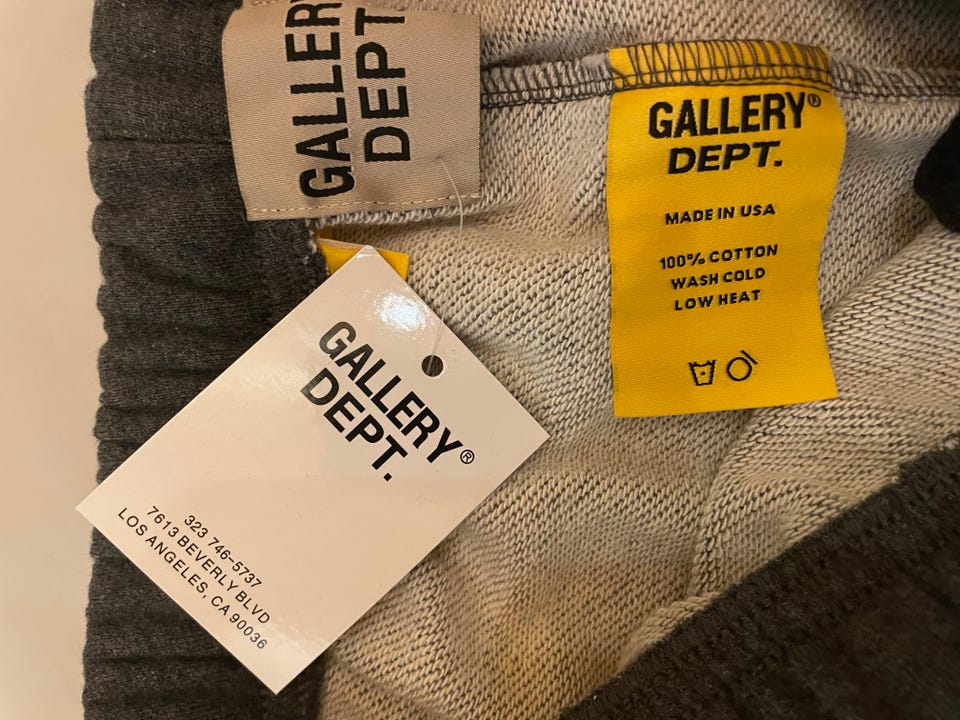 GALLERY
DEPT.
GALLERY®
DEPT.
MADE IN USA
100% COTTON
WASH COLD
LOW HEAT
GALLERY®
DEPT.
323 746-5737
7613 BEVERLY BLVD
LOS ANGELES, CA 90036